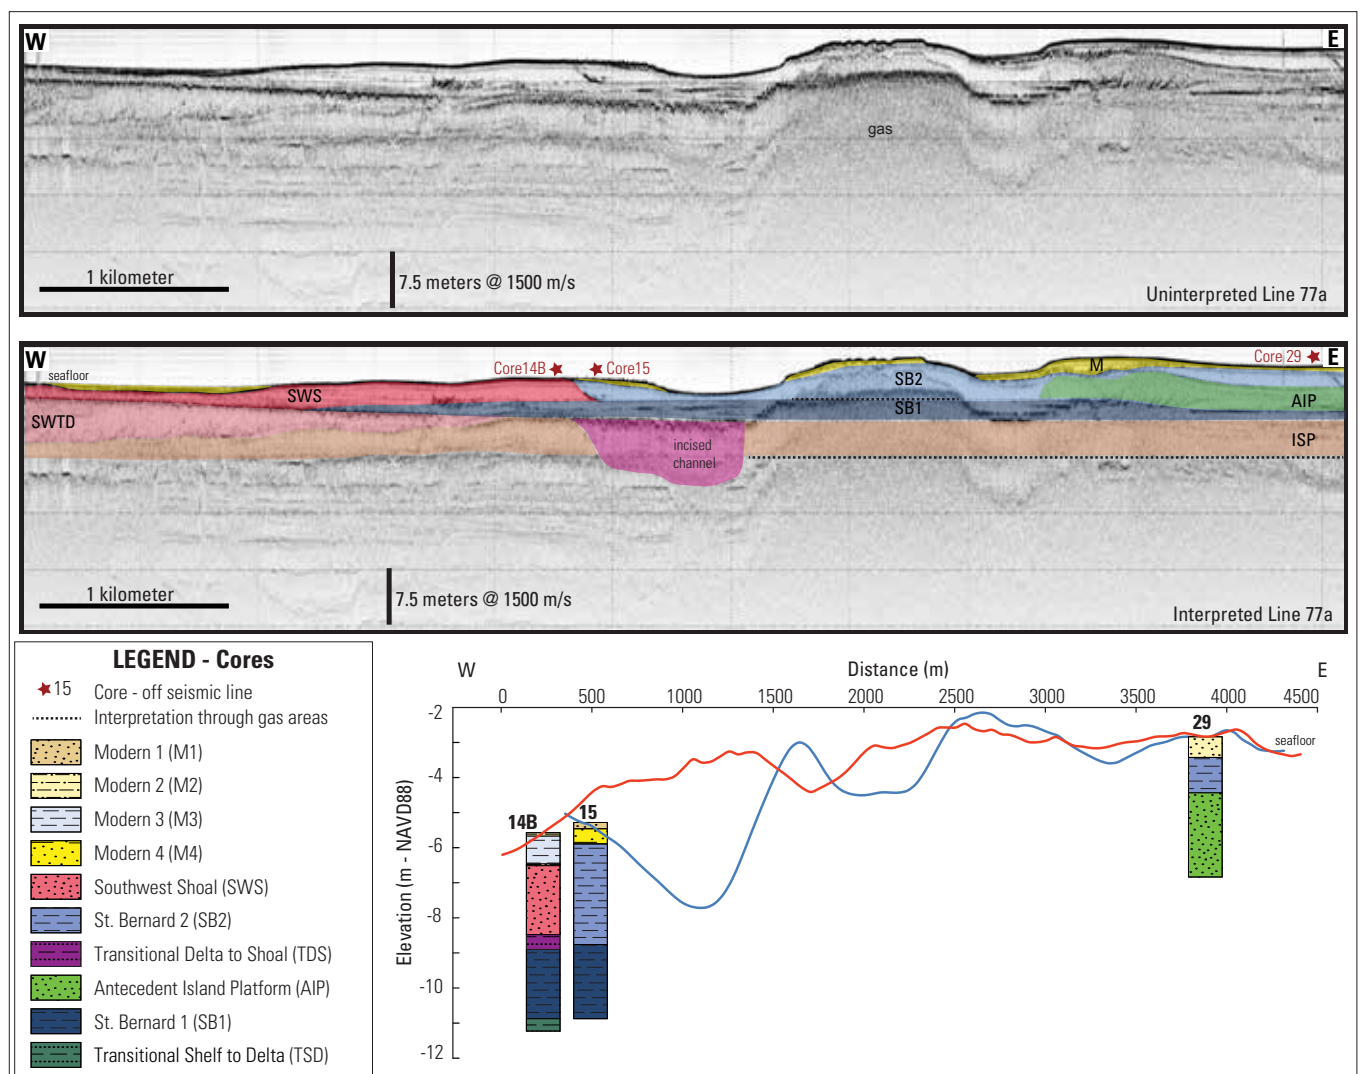 W
E
gas
1 kilometer
7.5 meters @ 1500 m/s
Uninterpreted Line 77a
W
Core14B
Core15
Core 29
E
seafloor
M
SB2
SWS
AIP
SB1
SWTD
ISP
incised
channel
1 kilometer
7.5 meters @ 1500 m/s
Interpreted Line 77a
LEGEND - Cores
15 Core - off seismic line
Interpretation through gas areas
Modern 1 (M1)
Modern 2 (M2)
Modern 3 (M3)
Modern 4 (M4)
Southwest Shoal (SWS)
St. Bernard 2 (SB2)
Transitional Delta to Shoal (TDS)
Antecedent Island Platform (AIP)
St. Bernard 1 (SB1)
Transitional Shelf to Delta (TSD)
W
Distance (m)
E
0 500 1000 1500 2000 2500 3000 3500 4000 4500
Elevation (m - NAVD88)
-2
-4
-6
-8
-10
-12
29
seafloor
15
14B